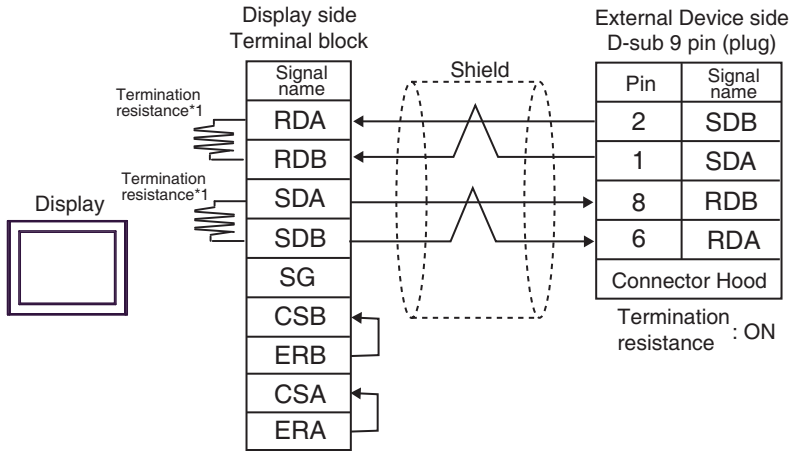 Display side
Terminal block
External Device side
D-sub 9 pin (plug)
Signal
name
Shield
Pin
Signal
name
Termination
resistance*1
RDA
2
SDB
RDB
1
SDA
Termination
resistance*1
SDA
8
RDB
Display
SDB
6
RDA
SG
Connector Hood
CSB
Termination
resistance : ON
ERB
CSA
ERA